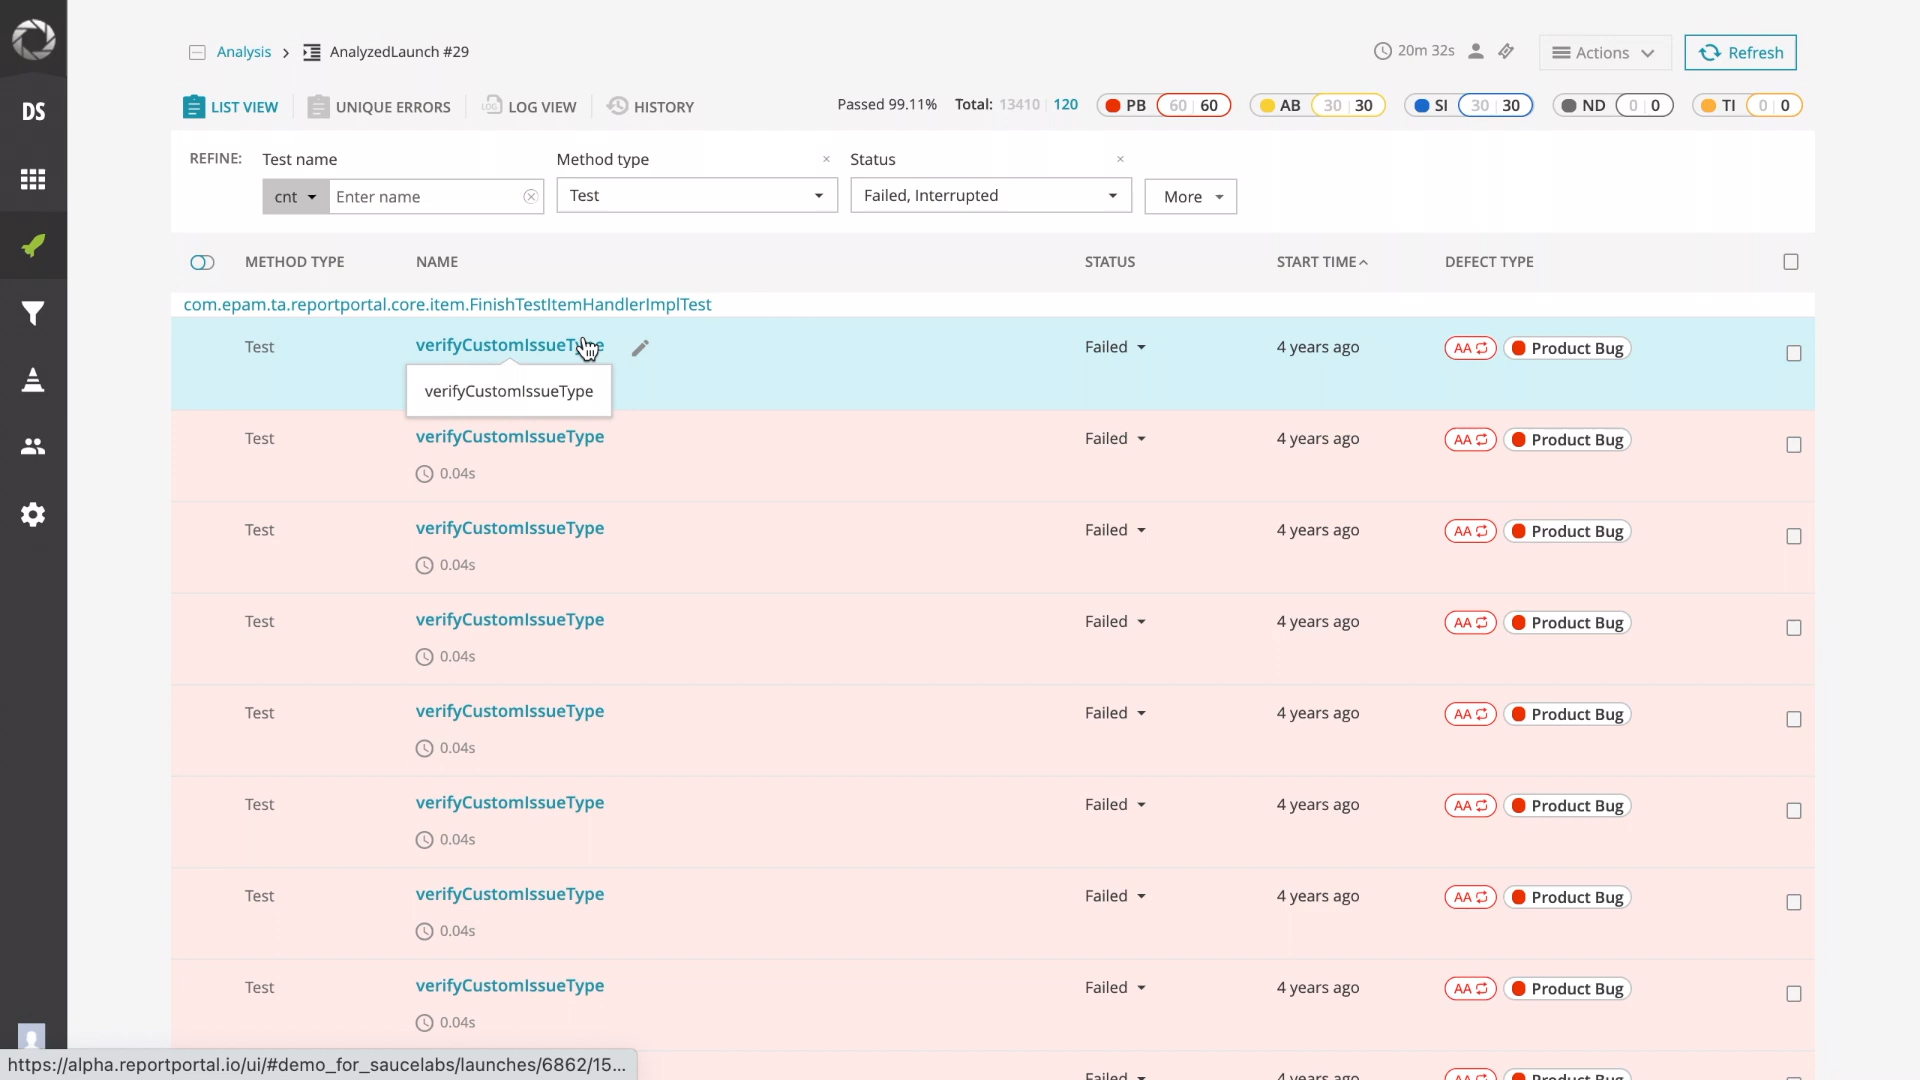 Analysis > AnalyzedLaunch #29
20m 32s
Actions
Refresh
DS
LIST VIEW
UNIQUE ERRORS
LOG VIEW
HISTORY
Passed 99.11% Total: 13410 120
PB 60 60
AB 30 30
SI 30 30
ND 0 0
TI 0 0
REFINE: Test name
Method type ×
Status ×
cnt Enter name
Test
Failed, Interrupted
More
METHOD TYPE NAME STATUS START TIME DEFECT TYPE
com.epam.ta.reportportal.core.item.FinishTestItemHandlerImplTest
Test verifyCustomIssueType Failed 4 years ago AA Product Bug
verifyCustomIssueType
Test verifyCustomIssueType Failed 4 years ago AA Product Bug
0.04s
Test verifyCustomIssueType Failed 4 years ago AA Product Bug
0.04s
Test verifyCustomIssueType Failed 4 years ago AA Product Bug
0.04s
Test verifyCustomIssueType Failed 4 years ago AA Product Bug
0.04s
Test verifyCustomIssueType Failed 4 years ago AA Product Bug
0.04s
Test verifyCustomIssueType Failed 4 years ago AA Product Bug
0.04s
Test verifyCustomIssueType Failed 4 years ago AA Product Bug
0.04s
https://alpha.reportportal.io/ui/#demo_for_saucelabs/launches/6862/15...
Failed 4 years ago AA Product Bug